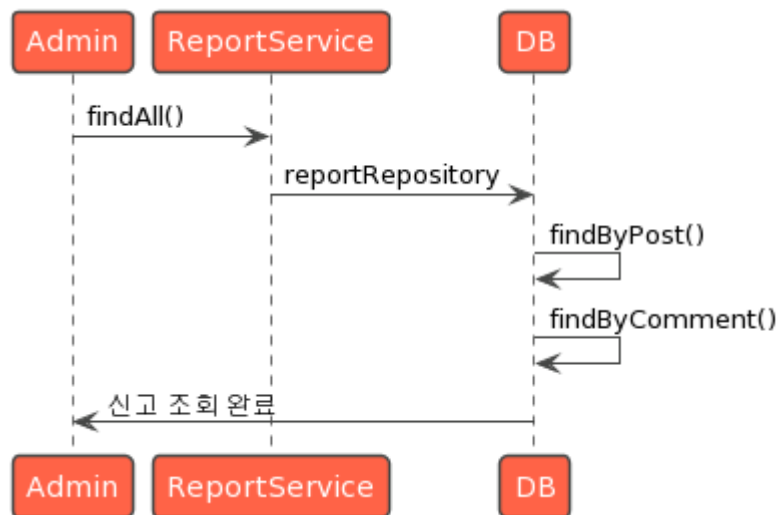 Admin
ReportService
DB
findAll()
reportRepository
findByPost()
findByComment()
신고 조회 완료
Admin
ReportService
DB